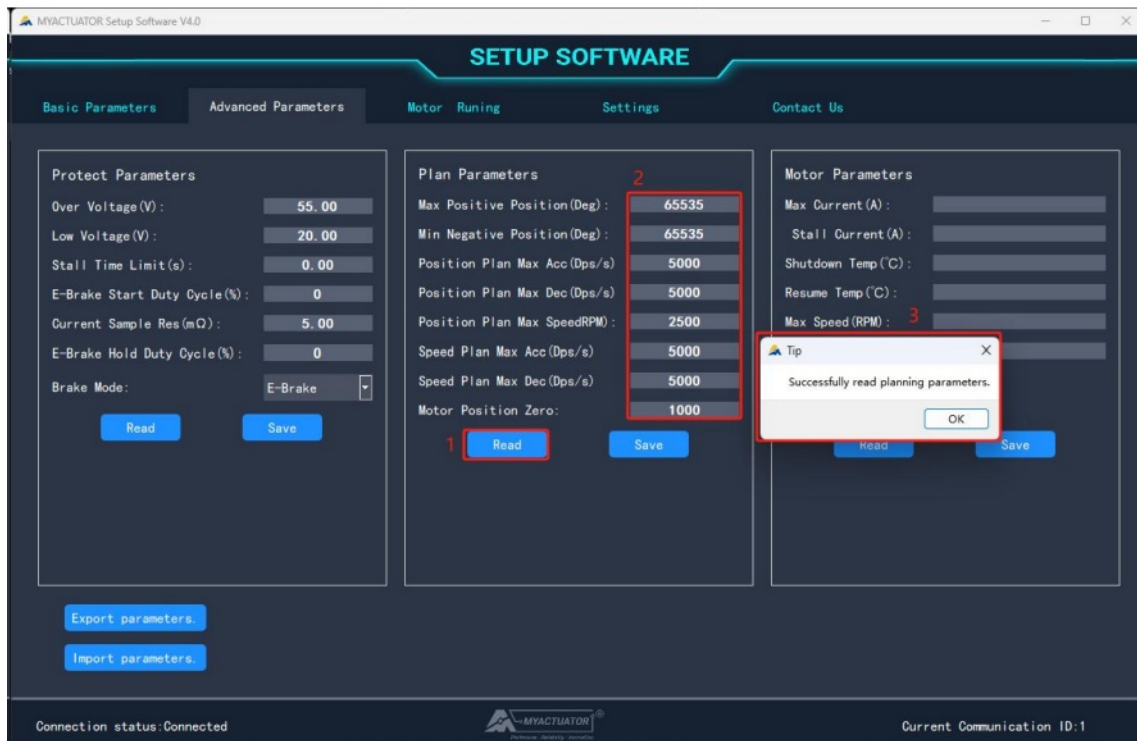 MYACTUATOR Setup Software V4.0
SETUP SOFTWARE
Basic Parameters
Advanced Parameters
Motor Runing
Settings
Contact Us
Protect Parameters
Over Voltage(V): 55.00
Low Voltage(V): 20.00
Stall Time Limit(s): 0.00
E-Brake Start Duty Cycle(%): 0
Current Sample Res(mΩ): 5.00
E-Brake Hold Duty Cycle(%): 0
Brake Mode: E-Brake
Read
Save
Plan Parameters
2
Max Positive Position(Deg): 65535
Min Negative Position(Deg): 65535
Position Plan Max Acc(Dps/s) 5000
Position Plan Max Dec(Dps/s) 5000
Position Plan Max SpeedRPM): 2500
Speed Plan Max Acc(Dps/s) 5000
Speed Plan Max Dec(Dps/s) 5000
Motor Position Zero: 1000
1
Read
Save
Motor Parameters
Max Current(A):
Stall Current(A):
Shutdown Temp(℃):
Resume Temp(℃):
Max Speed(RPM):
3
Tip
Successfully read planning parameters.
OK
Read
Save
Export parameters.
Import parameters.
Connection status:Connected
MYACTUATOR
Current Communication ID:1